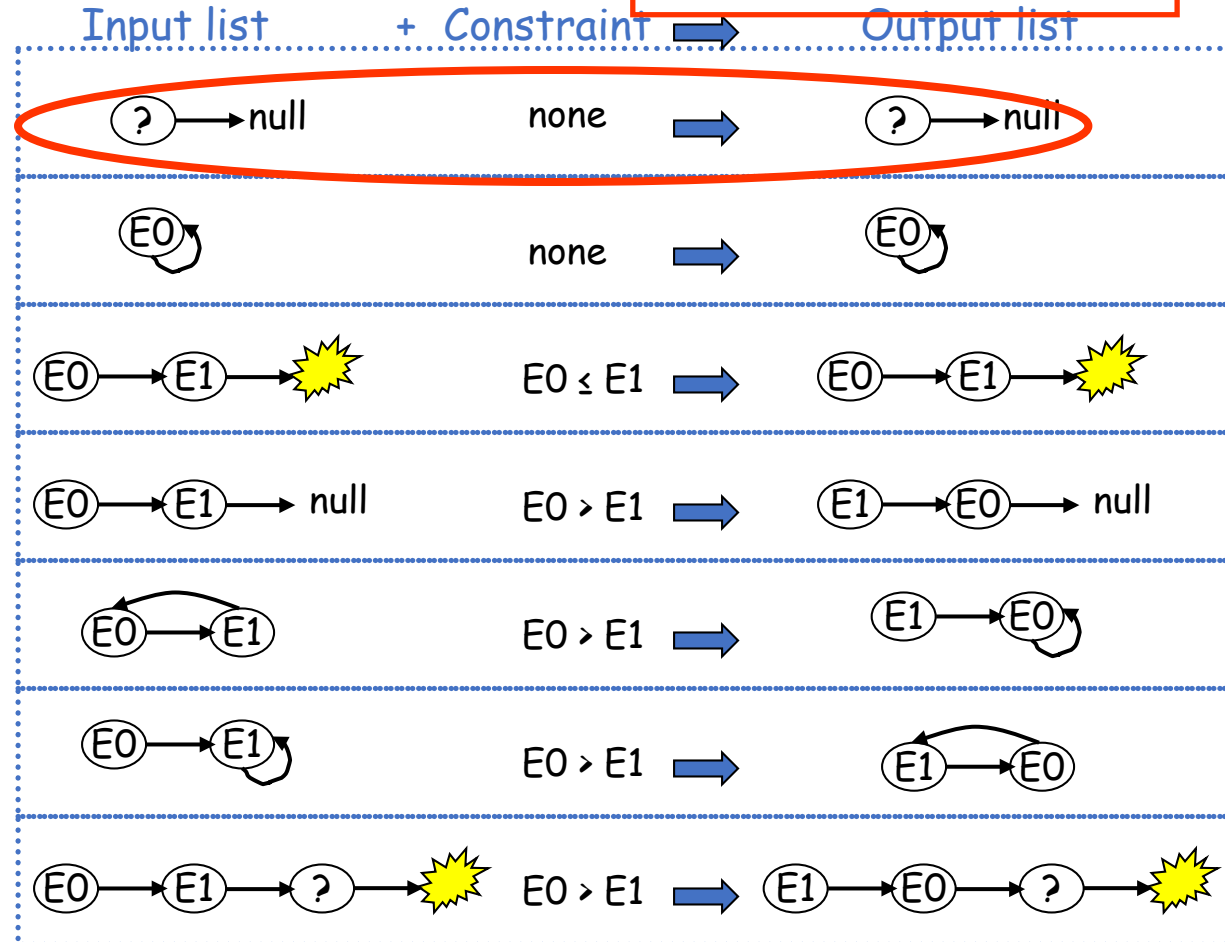 Input list + Constraint Output list
? null none ? null
E0 none E0
E0 E1 E0 ≤ E1 E0 E1
E0 E1 null E0 > E1 E1 E0 null
E0 E1 E0 > E1 E1 E0
E0 E1 E0 > E1 E1 E0
E0 E1 ? E0 > E1 E1 E0 ?